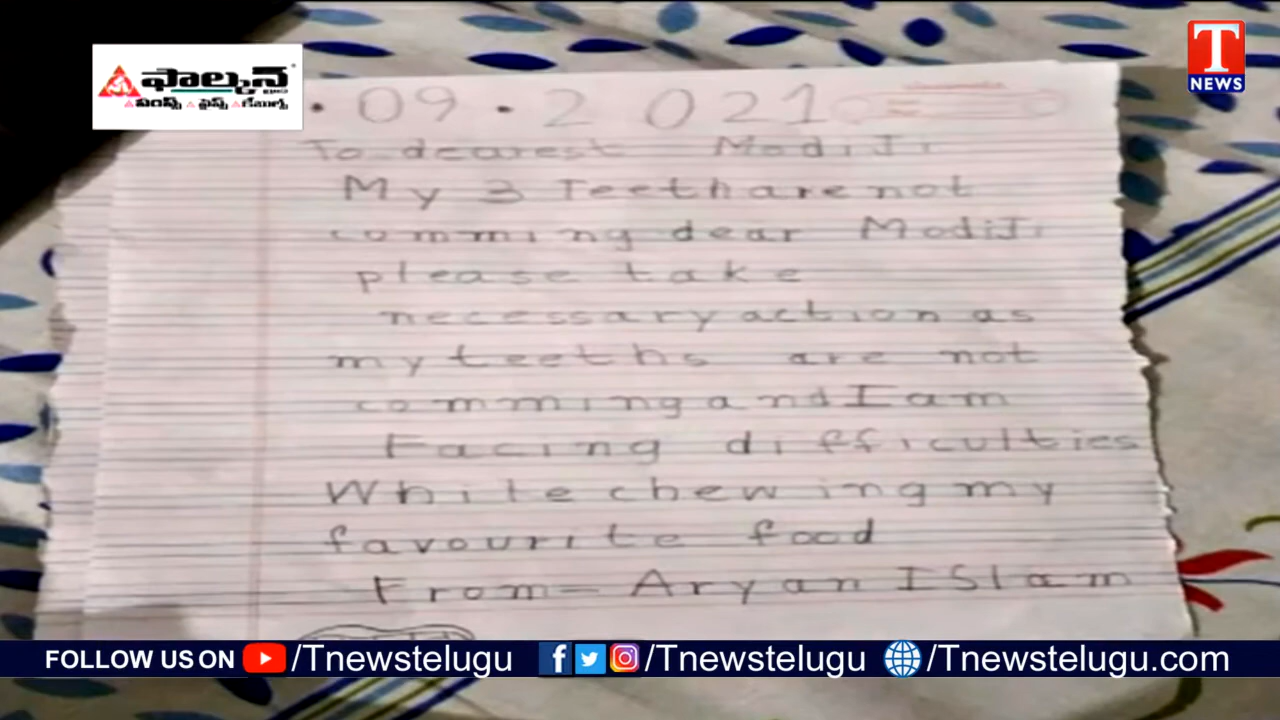 T
NEWS
ఫాల్కన్
పంప్స్ పైప్స్ కేబుల్స్
.09.2021
To dearest ModiJi
My 3 Teeth are not
comming dear ModiJi
please take
necessary action as
my teeths are not
comming and I am
Facing difficulties
While chewing my
favourite food
From- Aryan ISlam
FOLLOW US ON /Tnewstelugu /Tnewstelugu /Tnewstelugu.com